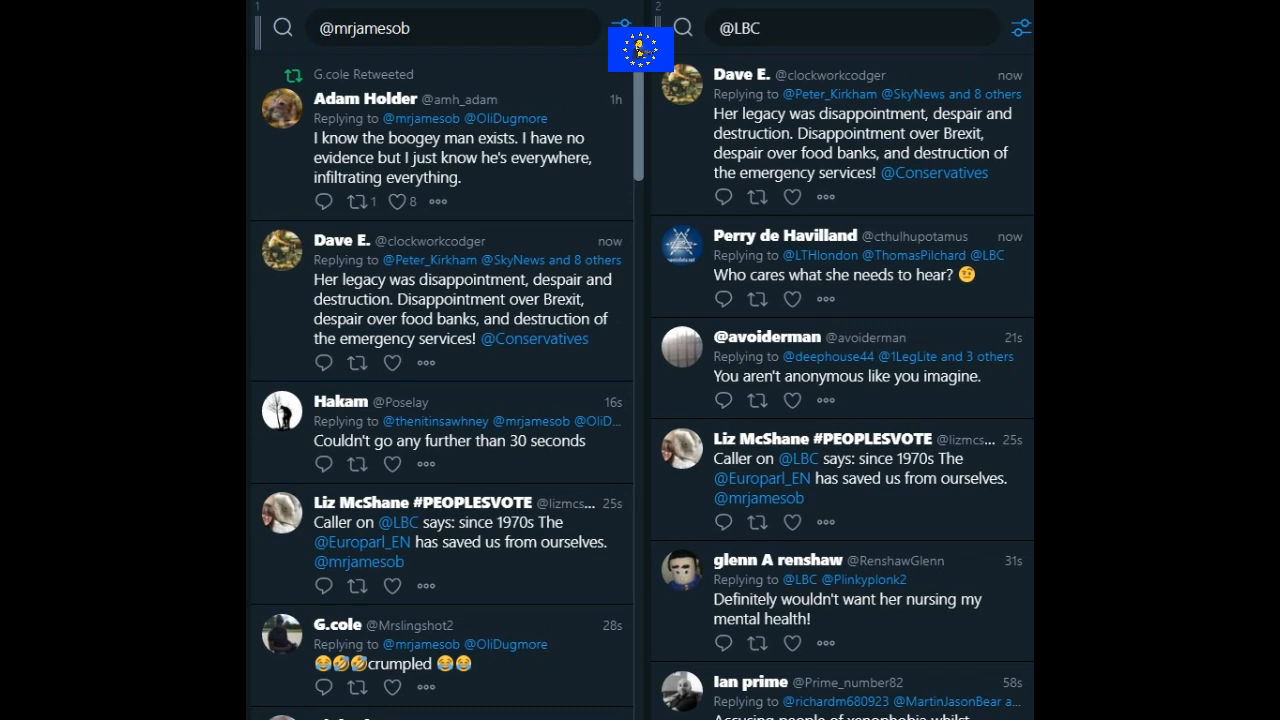 1
@mrjamesob
G.cole Retweeted
Adam Holder @amh_adam 1h
Replying to @mrjamesob @OliDugmore
I know the boogey man exists. I have no
evidence but I just know he's everywhere,
infiltrating everything.
1 8
Dave E. @clockworkcodger now
Replying to @Peter_Kirkham @SkyNews and 8 others
Her legacy was disappointment, despair and
destruction. Disappointment over Brexit,
despair over food banks, and destruction of
the emergency services! @Conservatives
Hakam @Poselay 16s
Replying to @thenitinsawhney @mrjamesob @OliD...
Couldn't go any further than 30 seconds
Liz McShane #PEOPLESVOTE @lizmcs... 25s
Caller on @LBC says: since 1970s The
@Europarl_EN has saved us from ourselves.
@mrjamesob
G.cole @Mrslingshot2 28s
Replying to @mrjamesob @OliDugmore
😂🤣🤣crumpled 😂😂
2
@LBC
Dave E. @clockworkcodger now
Replying to @Peter_Kirkham @SkyNews and 8 others
Her legacy was disappointment, despair and
destruction. Disappointment over Brexit,
despair over food banks, and destruction of
the emergency services! @Conservatives
Perry de Havilland @cthulhupotamus now
Replying to @LTHlondon @ThomasPilchard @LBC
Who cares what she needs to hear? 🤨
@avoiderman @avoiderman 21s
Replying to @deephouse44 @1LegLite and 3 others
You aren't anonymous like you imagine.
Liz McShane #PEOPLESVOTE @lizmcs... 25s
Caller on @LBC says: since 1970s The
@Europarl_EN has saved us from ourselves.
@mrjamesob
glenn A renshaw @RenshawGlenn 31s
Replying to @LBC @Plinkyplonk2
Definitely wouldn't want her nursing my
mental health!
Ian prime @Prime_number82 58s
Replying to @richardm680923 @MartinJasonBear a...
Accusing people of xenophobia whilst